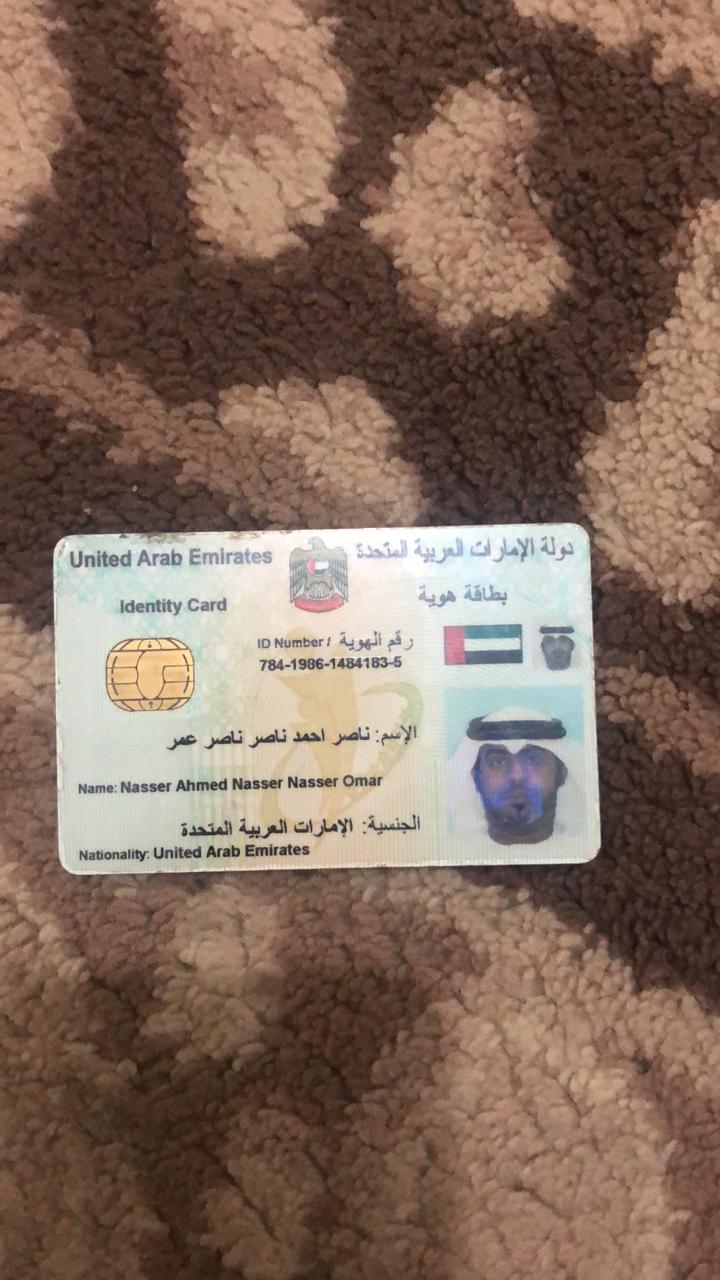 United Arab Emirates
دولة الإمارات العربية المتحدة
Identity Card
بطاقة هوية
ID Number / رقم الهوية
784-1986-1484183-5
الإسم: ناصر احمد ناصر ناصر عمر
Name: Nasser Ahmed Nasser Nasser Omar
الجنسية: الإمارات العربية المتحدة
Nationality: United Arab Emirates